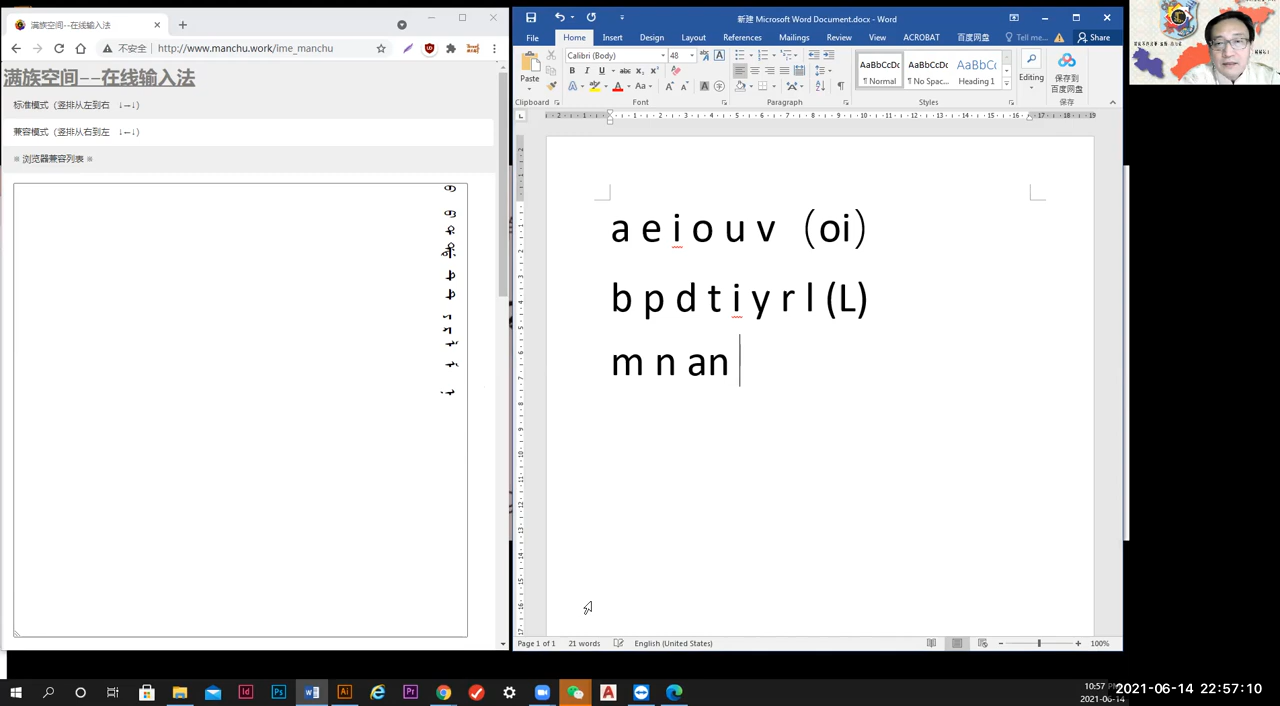 满族空间--在线输入法
新建 Microsoft Word Document.docx - Word
不安全 http://www.manchu.work/ime_manchu
File Home Insert Design Layout References Mailings Review View ACROBAT 百度网盘 Tell me... Share
Calibri (Body) 48
Paste
AaBbCcDc AaBbCcDc AaBbC
¶ Normal ¶ No Spac... Heading 1
Editing
保存到
百度网盘
Clipboard Font Paragraph Styles 保存
满族空间--在线输入法
标准模式（竖排从左到右 ↓→↓）
兼容模式（竖排从右到左 ↓←↓）
※ 浏览器兼容列表 ※
a e i o u v （oi）
b p d t i y r l (L)
m n an
Page 1 of 1 21 words English (United States) 100%
10:57 PM
2021-06-14
2021-06-14 22:57:10